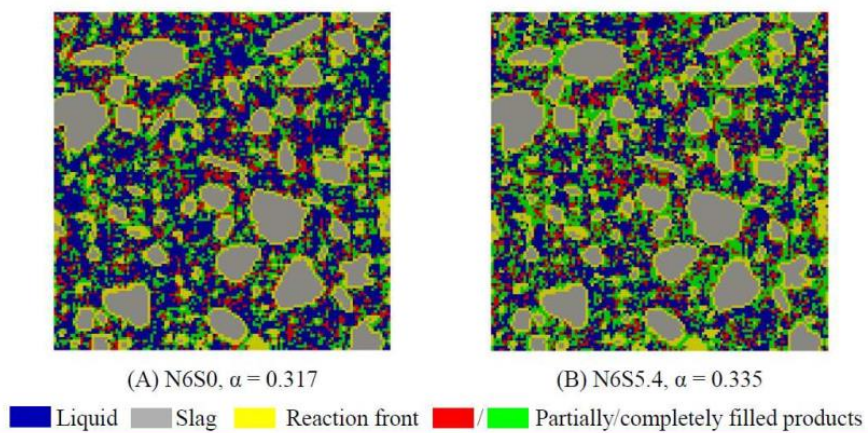 (A) N6S0, α = 0.317
(B) N6S5.4, α = 0.335
Liquid Slag Reaction front / Partially/completely filled products